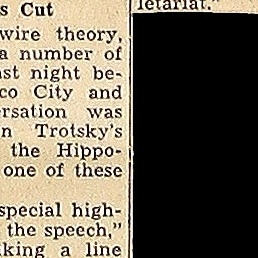 s Cut
wire theory,
a number of
ast night be-
co City and
ersation was
n Trotsky's
the Hippo-
one of these
special high-
the speech,"
king a line
letariat."